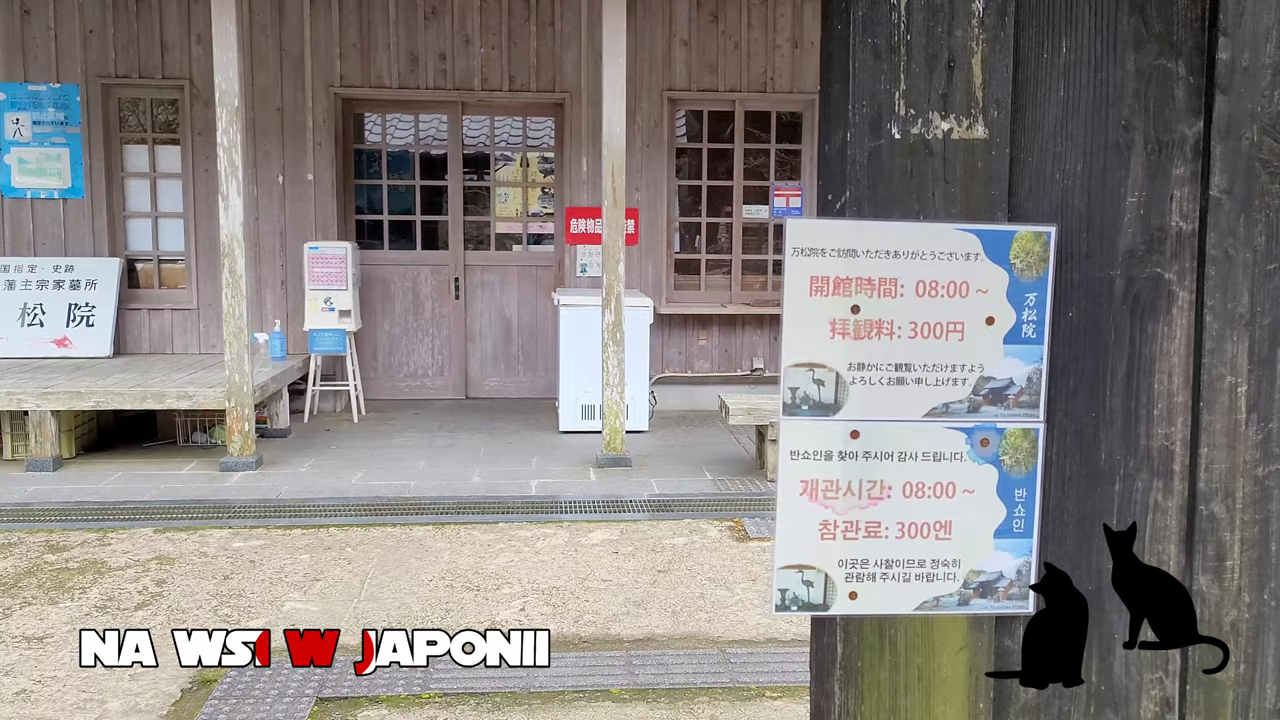 国指定・史跡
藩主宗家墓所
松院
危険物品
禁
万松院をご訪問いただきありがとうございます。
開館時間: 08:00 ~
拝観料: 300円
お静かにご観覧いただけますよう
よろしくお願い申し上げます。
万松院
© TSUSHIMA
반쇼인을 찾아 주시어 감사 드립니다.
개관시간: 08:00 ~
참관료: 300엔
이곳은 사찰이므로 정숙히
관람해 주시길 바랍니다.
반쇼인
© TSUSHIMA
NA WSI W JAPONII